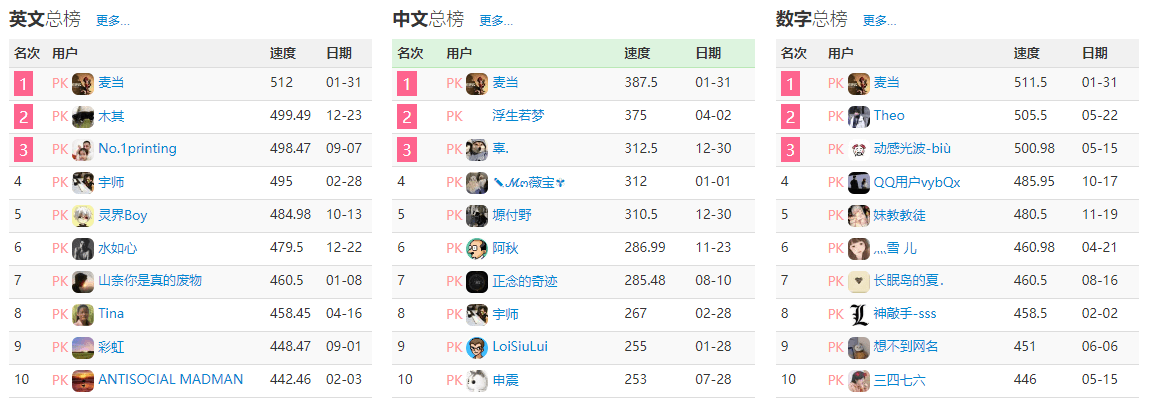 英文总榜 更多...
名次 用户 速度 日期
1 PK 麦当 512 01-31
2 PK 木萁 499.49 12-23
3 PK No.1printing 498.47 09-07
4 PK 宇师 495 02-28
5 PK 灵界Boy 484.98 10-13
6 PK 水如心 479.5 12-22
7 PK 山奈你是真的废物 460.5 01-08
8 PK Tina 458.45 04-16
9 PK 彩虹 448.47 09-01
10 PK ANTISOCIAL MADMAN 442.46 02-03
中文总榜 更多...
名次 用户 速度 日期
1 PK 麦当 387.5 01-31
2 PK 浮生若梦 375 04-02
3 PK 辜. 312.5 12-30
4 PK 薇宝 312 01-01
5 PK 塬付野 310.5 12-30
6 PK 阿秋 286.99 11-23
7 PK 正念的奇迹 285.48 08-10
8 PK 宇师 267 02-28
9 PK LoiSiuLui 255 01-28
10 PK 申震 253 07-28
数字总榜 更多...
名次 用户 速度 日期
1 PK 麦当 511.5 01-31
2 PK Theo 505.5 05-22
3 PK 动感光波-biù 500.98 05-15
4 PK QQ用户vybQx 485.95 10-17
5 PK 妹教教徒 480.5 11-19
6 PK 灬雪 儿 460.98 04-21
7 PK 长眠岛的夏. 460.5 08-16
8 PK 神敲手-sss 458.5 02-02
9 PK 想不到网名 451 06-06
10 PK 三四七六 446 05-15